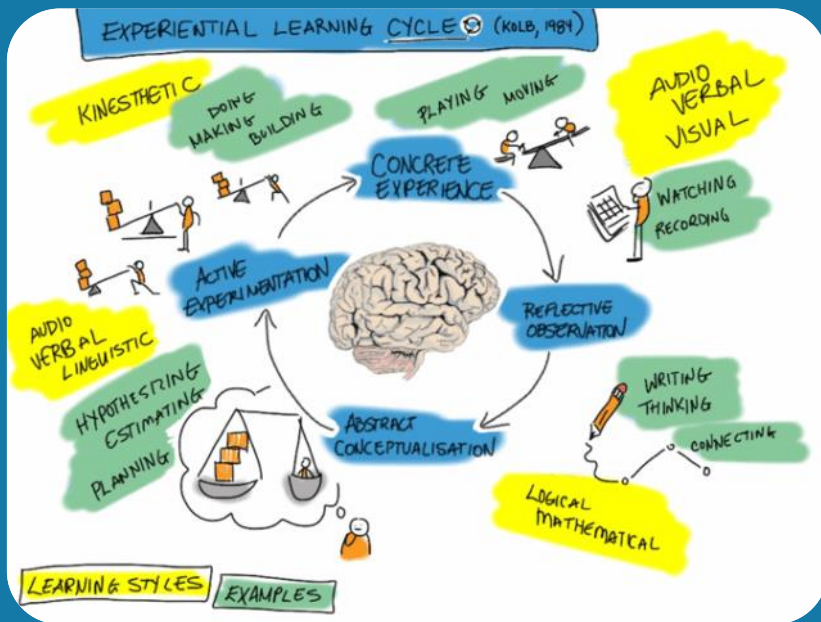 EXPERIENTIAL LEARNING CYCLE (KOLB, 1984)
KINESTHETIC
DOING
MAKING
BUILDING
PLAYING MOVING
AUDIO
VERBAL
VISUAL
CONCRETE
EXPERIENCE
WATCHING
RECORDING
ACTIVE
EXPERIMENTATION
REFLECTIVE
OBSERVATION
AUDIO
VERBAL
LINGUISTIC
HYPOTHESIZING
ESTIMATING
PLANNING
ABSTRACT
CONCEPTUALISATION
WRITING
THINKING
CONNECTING
LOGICAL
MATHEMATICAL
LEARNING STYLES
EXAMPLES